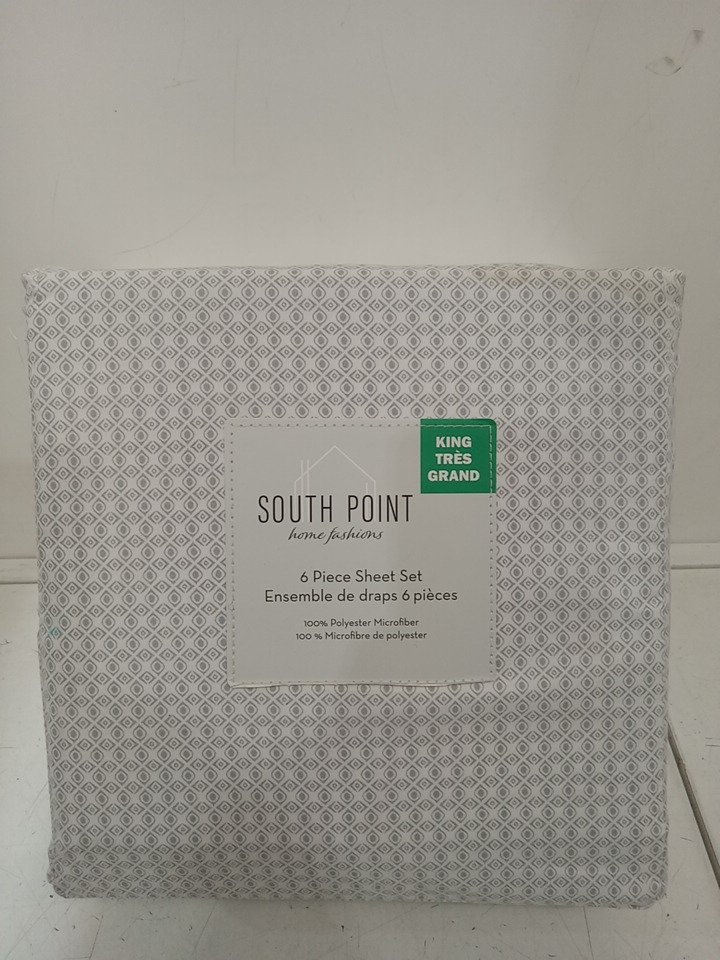 KING
TRÈS
GRAND
SOUTH POINT
home fashions
6 Piece Sheet Set
Ensemble de draps 6 pièces
100% Polyester Microfiber
100 % Microfibre de polyester